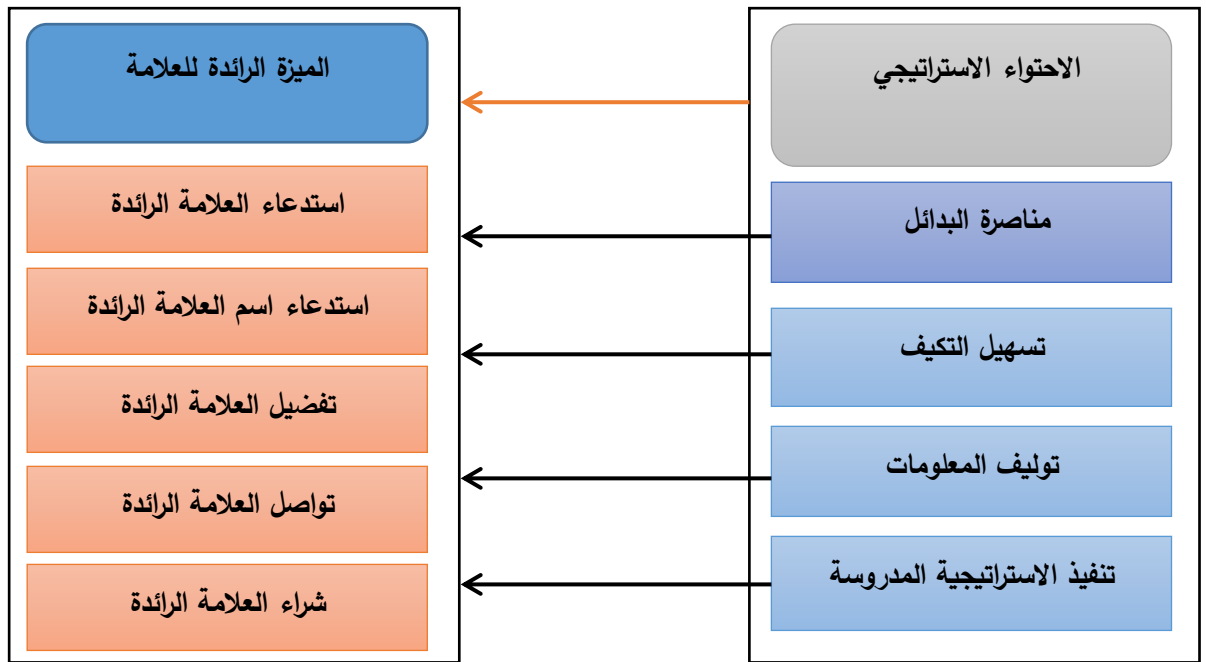 الاحتواء الاستراتيجي
مناصرة البدائل
تسهيل التكيف
توليف المعلومات
تنفيذ الاستراتيجية المدروسة
الميزة الرائدة للعلامة
استدعاء العلامة الرائدة
استدعاء اسم العلامة الرائدة
تفضيل العلامة الرائدة
تواصل العلامة الرائدة
شراء العلامة الرائدة